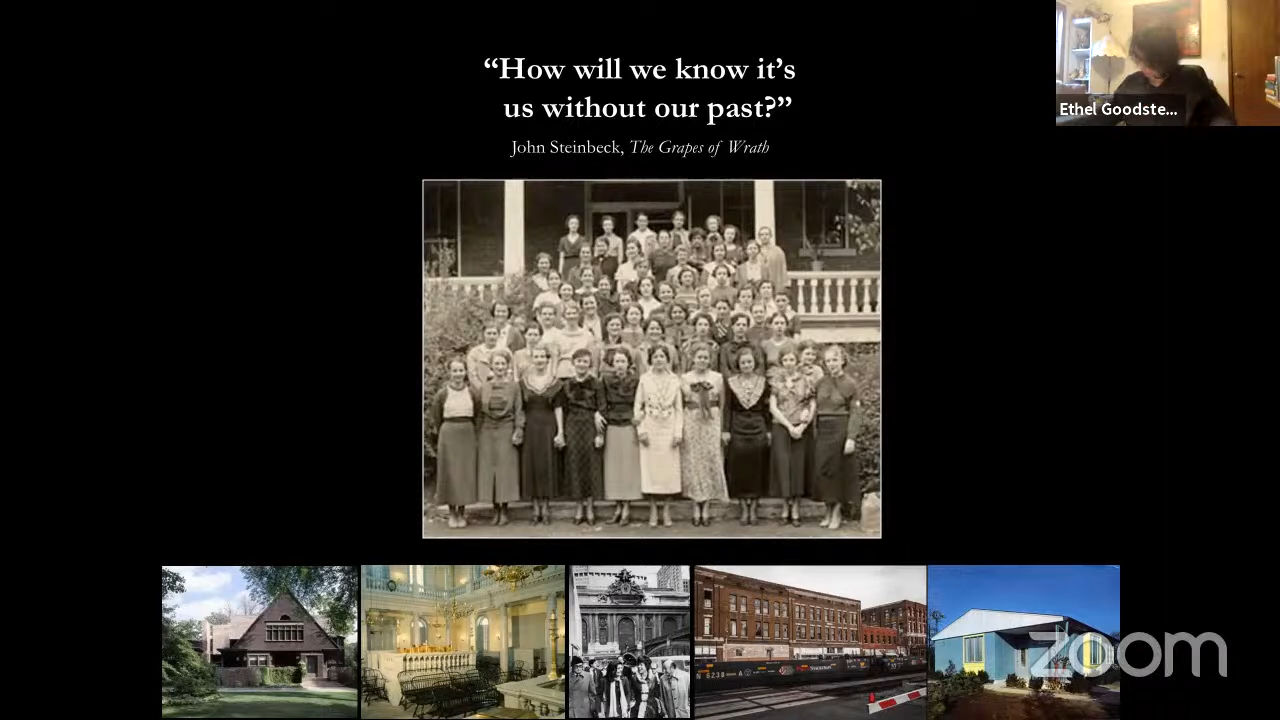 “How will we know it’s
us without our past?”
John Steinbeck, The Grapes of Wrath
Ethel Goodste...
zoom